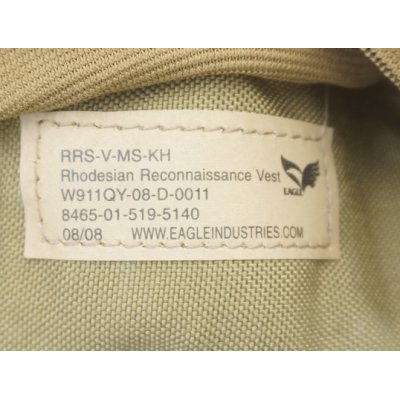 RRS-V-MS-KH
Rhodesian Reconnaissance Vest
EAGLE
W911QY-08-D-0011
8465-01-519-5140
08/08 WWW.EAGLEINDUSTRIES.COM